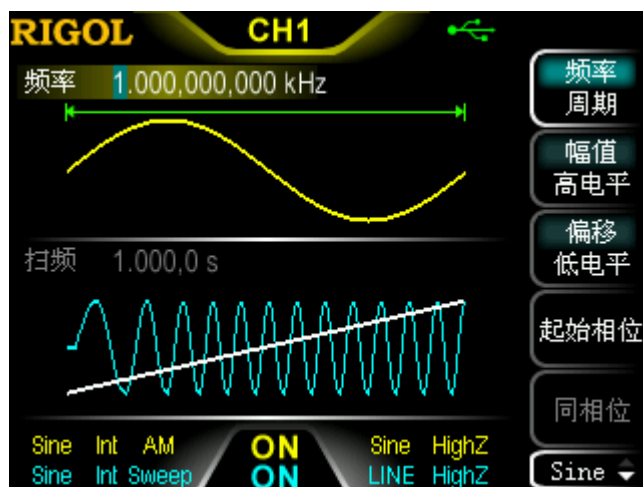 RIGOL CH1
频率 1.000,000,000 kHz
频率
周期
幅值
高电平
扫频 1.000,0 s
偏移
低电平
起始相位
同相位
Sine Int AM ON Sine HighZ
Sine Int Sweep ON LINE HighZ
Sine